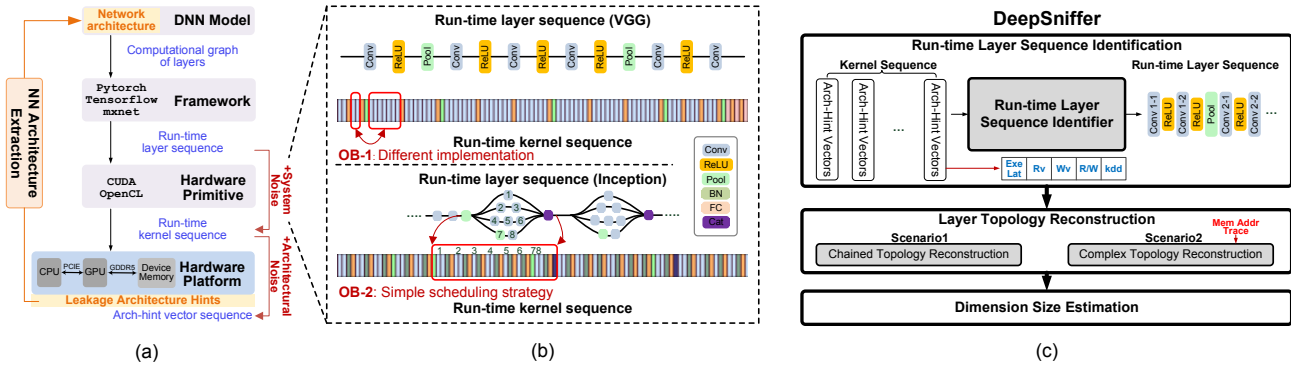 Network
architecture
DNN Model
Computational graph
of layers
NN Architecture
Extraction
Pytorch
Tensorflow
mxnet
Framework
Run-time
layer sequence
+System
Noise
CUDA
OpenCL
Hardware
Primitive
Run-time
kernel sequence
+Architectural
Noise
CPU
PCIE
GPU
GDDR5
Device
Memory
Hardware
Platform
Leakage Architecture Hints
Arch-hint vector sequence
(a)
Run-time layer sequence (VGG)
Conv
ReLU
Pool
Conv
ReLU
Conv
ReLU
Conv
ReLU
Pool
Conv
ReLU
Conv
Run-time kernel sequence
OB-1: Different implementation
Conv
ReLU
Pool
BN
FC
Cat
Run-time layer sequence (Inception)
1
2 3
4 5 6
7 8
1 2 3 4 5 6 78
OB-2: Simple scheduling strategy
Run-time kernel sequence
(b)
DeepSniffer
Run-time Layer Sequence Identification
Kernel Sequence
Arch-Hint Vectors
Arch-Hint Vectors
...
Arch-Hint Vectors
Run-time Layer
Sequence Identifier
Run-time Layer Sequence
Conv 1-1
ReLU
Conv 1-2
ReLU
Pool
Conv 2-1
ReLU
Conv 2-2
...
Exe
Lat
Rv
Wv
R/W
kdd
Layer Topology Reconstruction
Mem Addr
Trace
Scenario1
Chained Topology Reconstruction
Scenario2
Complex Topology Reconstruction
Dimension Size Estimation
(c)